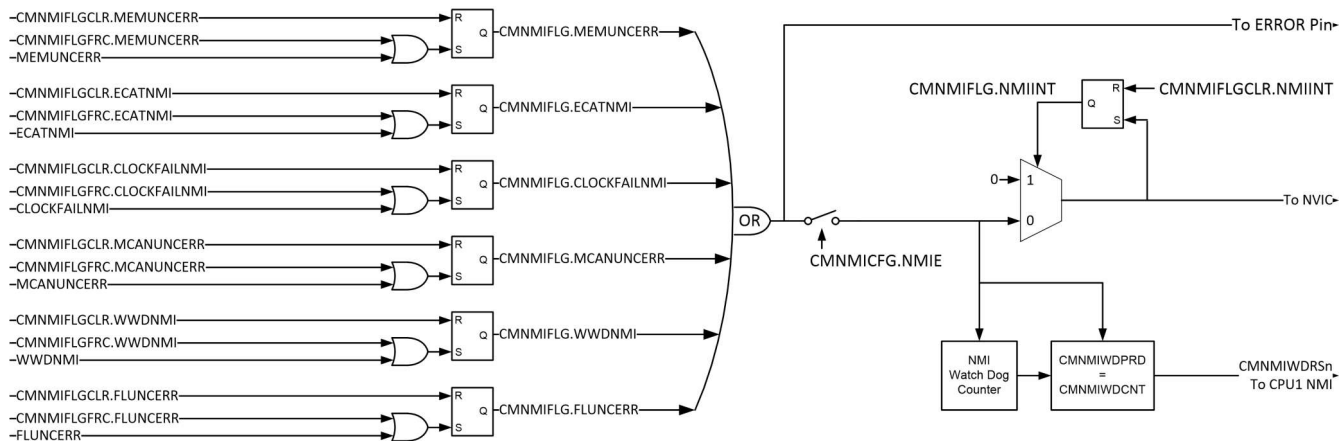 CMNMIFLGCLR.MEMUNCERR
CMNMIFLGFRC.MEMUNCERR
MEMUNCERR
R
S
Q
CMNMIFLG.MEMUNCERR
CMNMIFLGCLR.ECATNMI
CMNMIFLGFRC.ECATNMI
ECATNMI
R
S
Q
CMNMIFLG.ECATNMI
CMNMIFLGCLR.CLOCKFAILNMI
CMNMIFLGFRC.CLOCKFAILNMI
CLOCKFAILNMI
R
S
Q
CMNMIFLG.CLOCKFAILNMI
CMNMIFLGCLR.MCANUNCERR
CMNMIFLGFRC.MCANUNCERR
MCANUNCERR
R
S
Q
CMNMIFLG.MCANUNCERR
CMNMIFLGCLR.WWDNMI
CMNMIFLGFRC.WWDNMI
WWDNMI
R
S
Q
CMNMIFLG.WWDNMI
CMNMIFLGCLR.FLUNCERR
CMNMIFLGFRC.FLUNCERR
FLUNCERR
R
S
Q
CMNMIFLG.FLUNCERR
OR
CMNMICFG.NMIE
To ERROR Pin
CMNMIFLG.NMIINT
Q
R
S
CMNMIFLGCLR.NMIINT
0
1
0
To NVIC
NMI
Watch Dog
Counter
CMNMIWDPRD
=
CMNMIWDCNT
CMNMIWDRSn
To CPU1 NMI